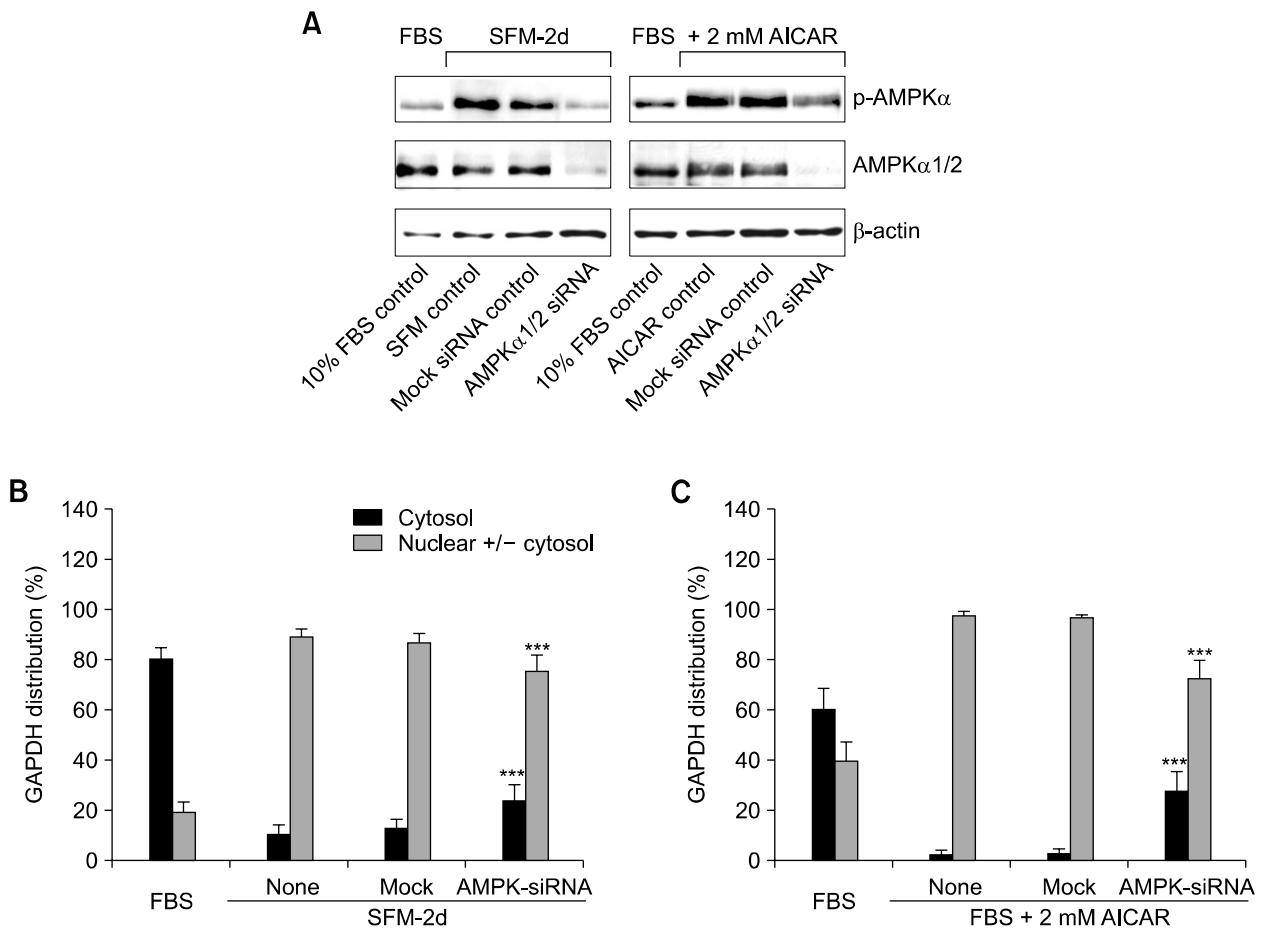 A
FBS SFM-2d FBS + 2 mM AICAR
p-AMPKα
AMPKα1/2
β-actin
10% FBS control
SFM control
Mock siRNA control
AMPKα1/2 siRNA
10% FBS control
AICAR control
Mock siRNA control
AMPKα1/2 siRNA
B
140
120
100
80
60
40
20
0
GAPDH distribution (%)
Cytosol
Nuclear +/− cytosol
***
***
FBS
None Mock AMPK-siRNA
SFM-2d
C
140
120
100
80
60
40
20
0
GAPDH distribution (%)
***
***
FBS
None Mock AMPK-siRNA
FBS + 2 mM AICAR